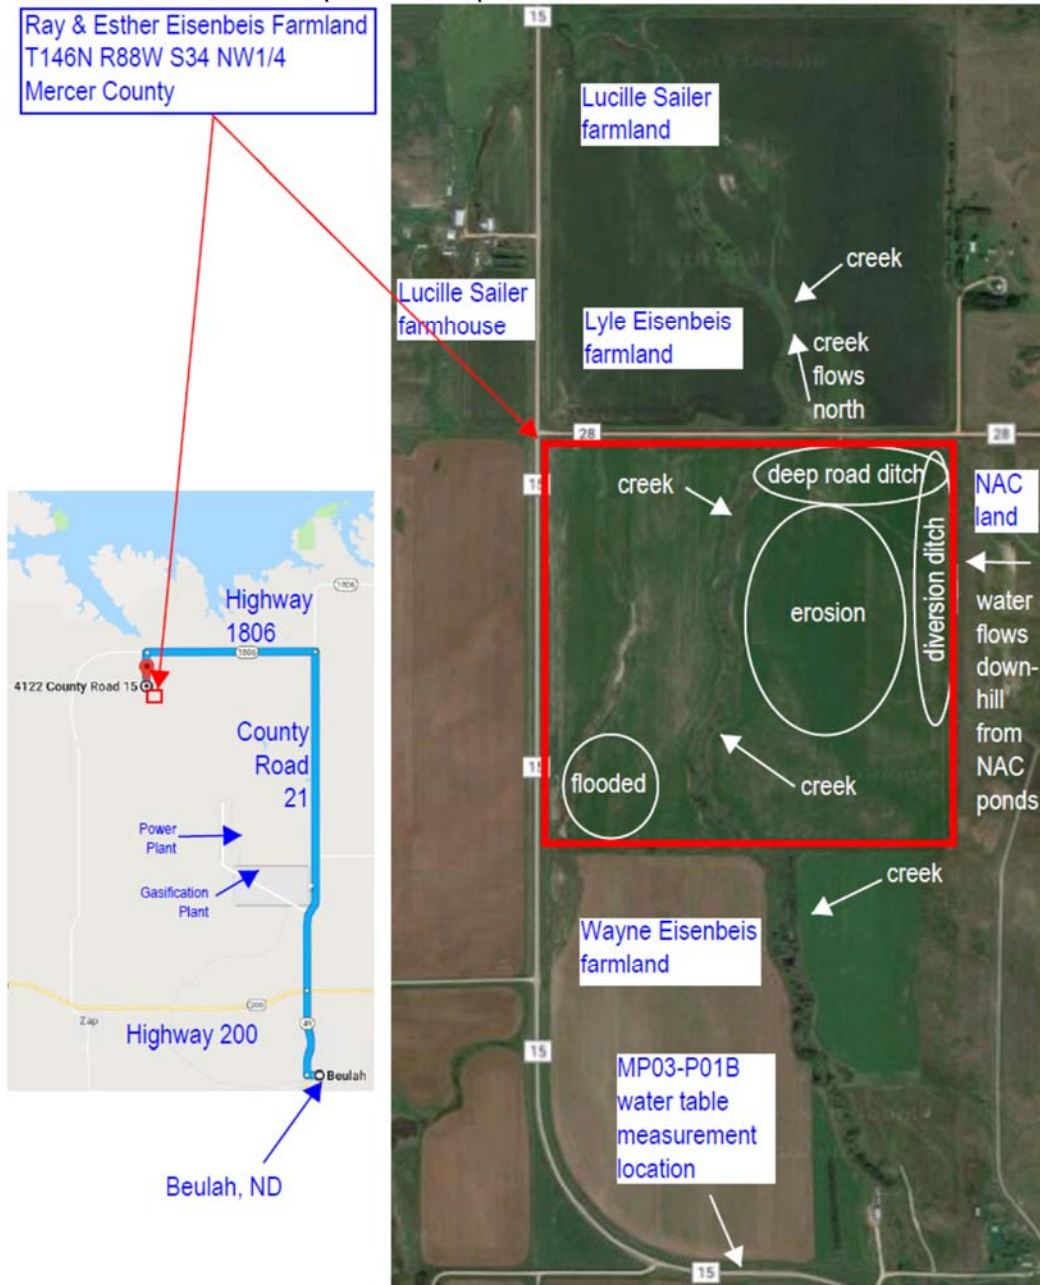 Ray & Esther Eisenbeis Farmland
T146N R88W S34 NW1/4
Mercer County
15
Lucille Sailer
farmland
creek
Lucille Sailer
farmhouse
Lyle Eisenbeis
farmland
creek
flows
north
28
28
15
creek
deep road ditch
NAC
land
diversion ditch
erosion
water
flows
down-
hill
from
NAC
ponds
15
flooded
creek
creek
Wayne Eisenbeis
farmland
15
MP03-P01B
water table
measurement
location
15
1806
Highway
1806
1806
4122 County Road 15
County
Road
21
Power
Plant
Gasification
Plant
200
Zap
Highway 200
49
Beulah
Beulah, ND